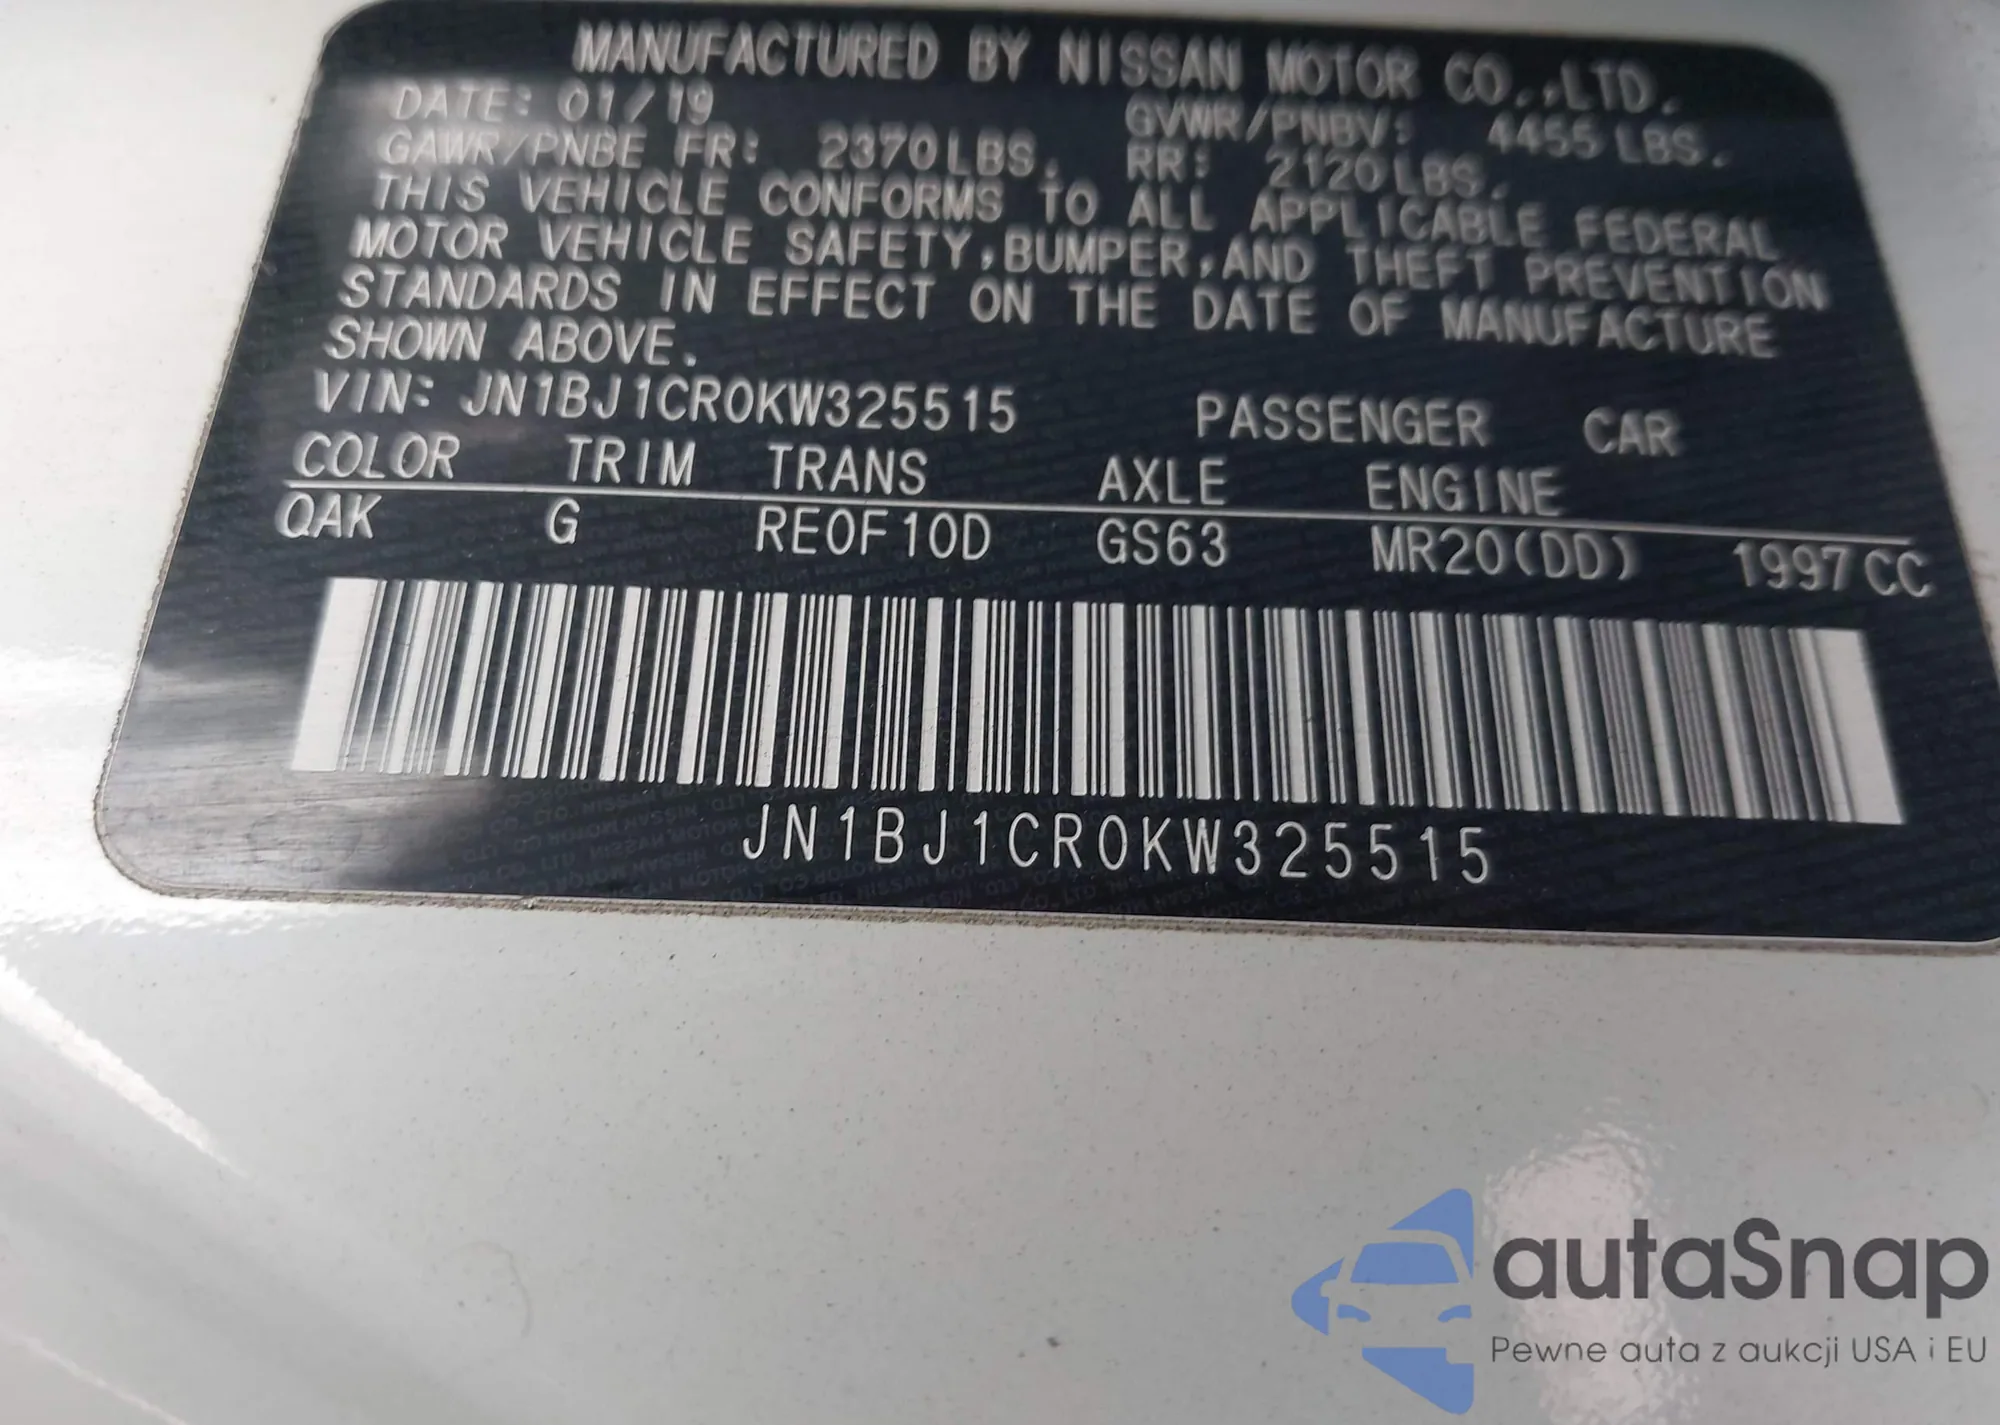 MANUFACTURED BY NISSAN MOTOR CO.,LTD.
DATE: 01/19 GVWR/PNBV: 4455 LBS.
GAWR/PNBE FR: 2370 LBS. RR: 2120 LBS.
THIS VEHICLE CONFORMS TO ALL APPLICABLE FEDERAL
MOTOR VEHICLE SAFETY,BUMPER,AND THEFT PREVENTION
STANDARDS IN EFFECT ON THE DATE OF MANUFACTURE
SHOWN ABOVE.
VIN: JN1BJ1CR0KW325515 PASSENGER CAR
COLOR TRIM TRANS AXLE ENGINE
QAK G RE0F10D GS63 MR20(DD) 1997 CC
JN1BJ1CR0KW325515
autaSnap
Pewne auta z aukcji USA i EU